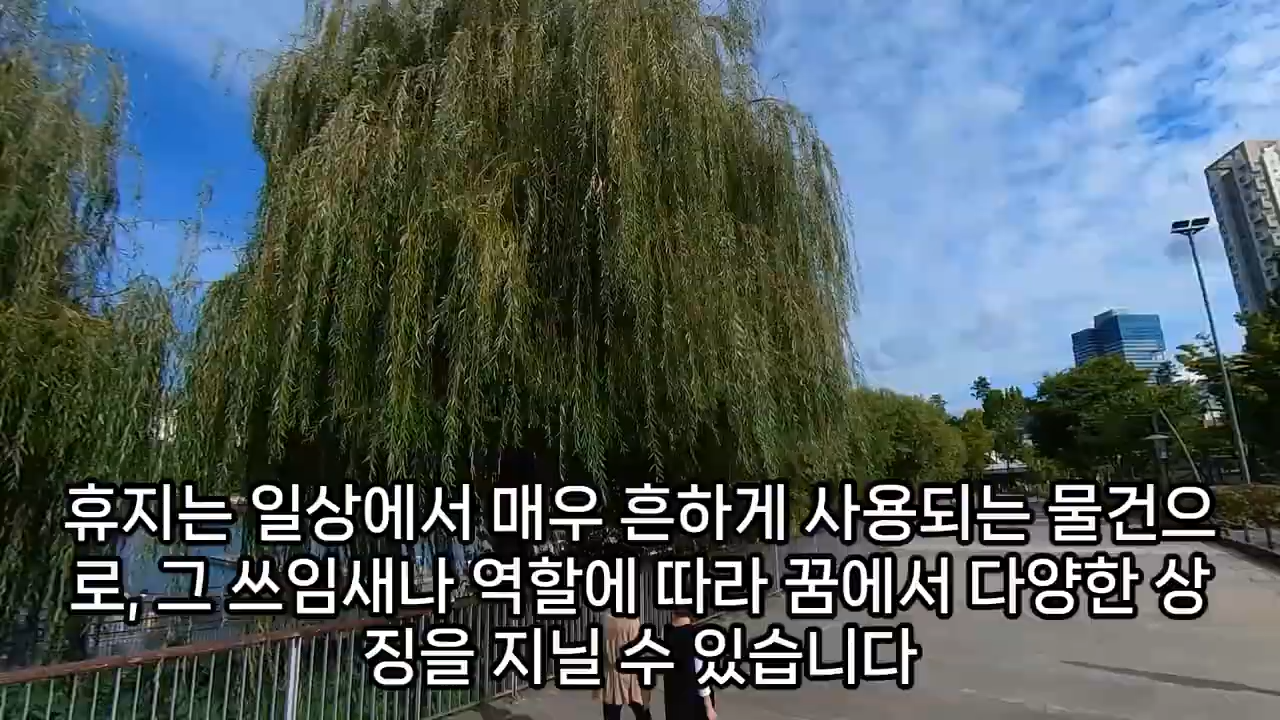 휴지는 일상에서 매우 흔하게 사용되는 물건으
로, 그 쓰임새나 역할에 따라 꿈에서 다양한 상
징을 지닐 수 있습니다